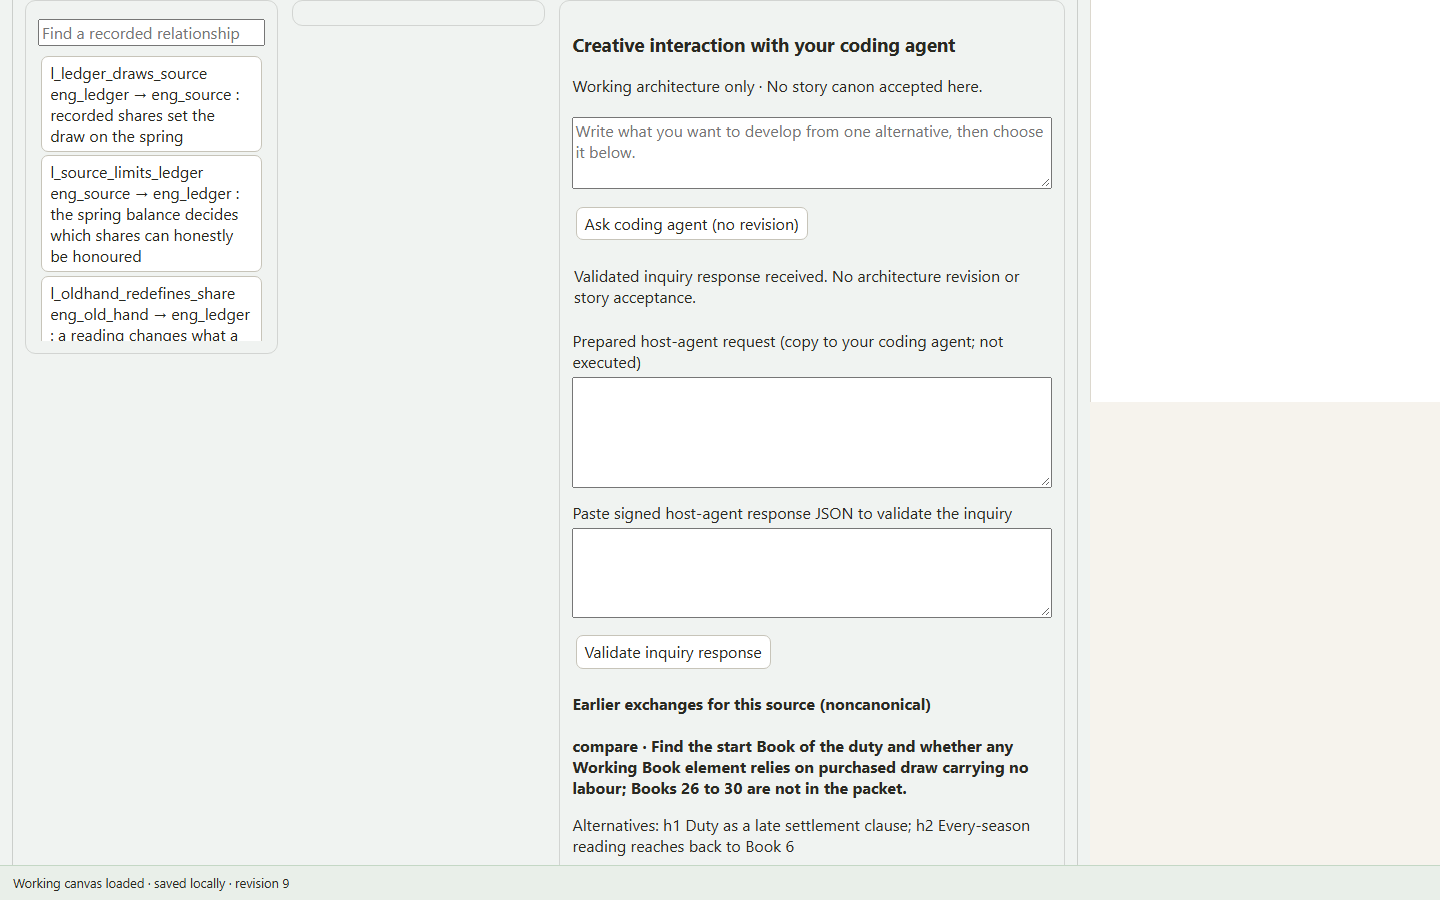 Find a recorded relationship
l_ledger_draws_source
eng_ledger → eng_source :
recorded shares set the
draw on the spring
l_source_limits_ledger
eng_source → eng_ledger :
the spring balance decides
which shares can honestly
be honoured
l_oldhand_redefines_share
eng_old_hand → eng_ledger
: a reading changes what a
Creative interaction with your coding agent
Working architecture only · No story canon accepted here.
Write what you want to develop from one alternative, then choose
it below.
Ask coding agent (no revision)
Validated inquiry response received. No architecture revision or
story acceptance.
Prepared host-agent request (copy to your coding agent; not
executed)
Paste signed host-agent response JSON to validate the inquiry
Validate inquiry response
Earlier exchanges for this source (noncanonical)
compare · Find the start Book of the duty and whether any
Working Book element relies on purchased draw carrying no
labour; Books 26 to 30 are not in the packet.
Alternatives: h1 Duty as a late settlement clause; h2 Every-season
reading reaches back to Book 6
Working canvas loaded · saved locally · revision 9